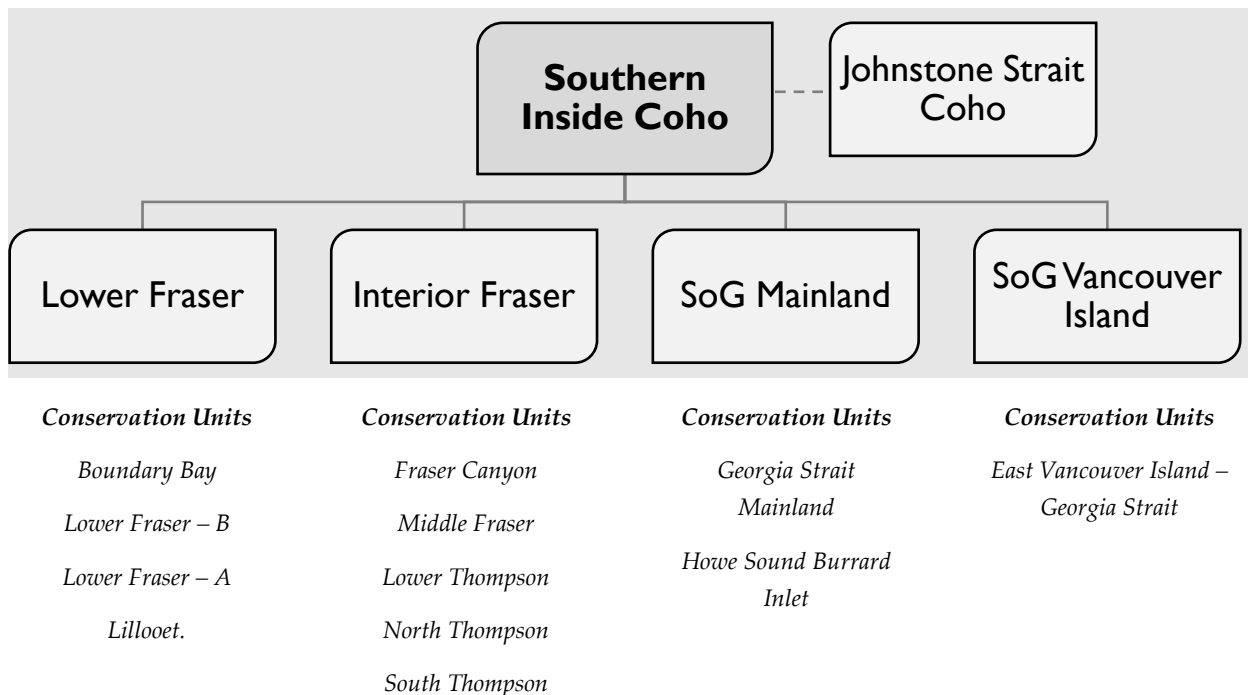 Southern
Inside Coho
Johnstone Strait
Coho
Lower Fraser
Interior Fraser
SoG Mainland
SoG Vancouver
Island
Conservation Units
Boundary Bay
Lower Fraser – B
Lower Fraser – A
Lillooet.
Conservation Units
Fraser Canyon
Middle Fraser
Lower Thompson
North Thompson
South Thompson
Conservation Units
Georgia Strait
Mainland
Howe Sound Burrard
Inlet
Conservation Units
East Vancouver Island –
Georgia Strait